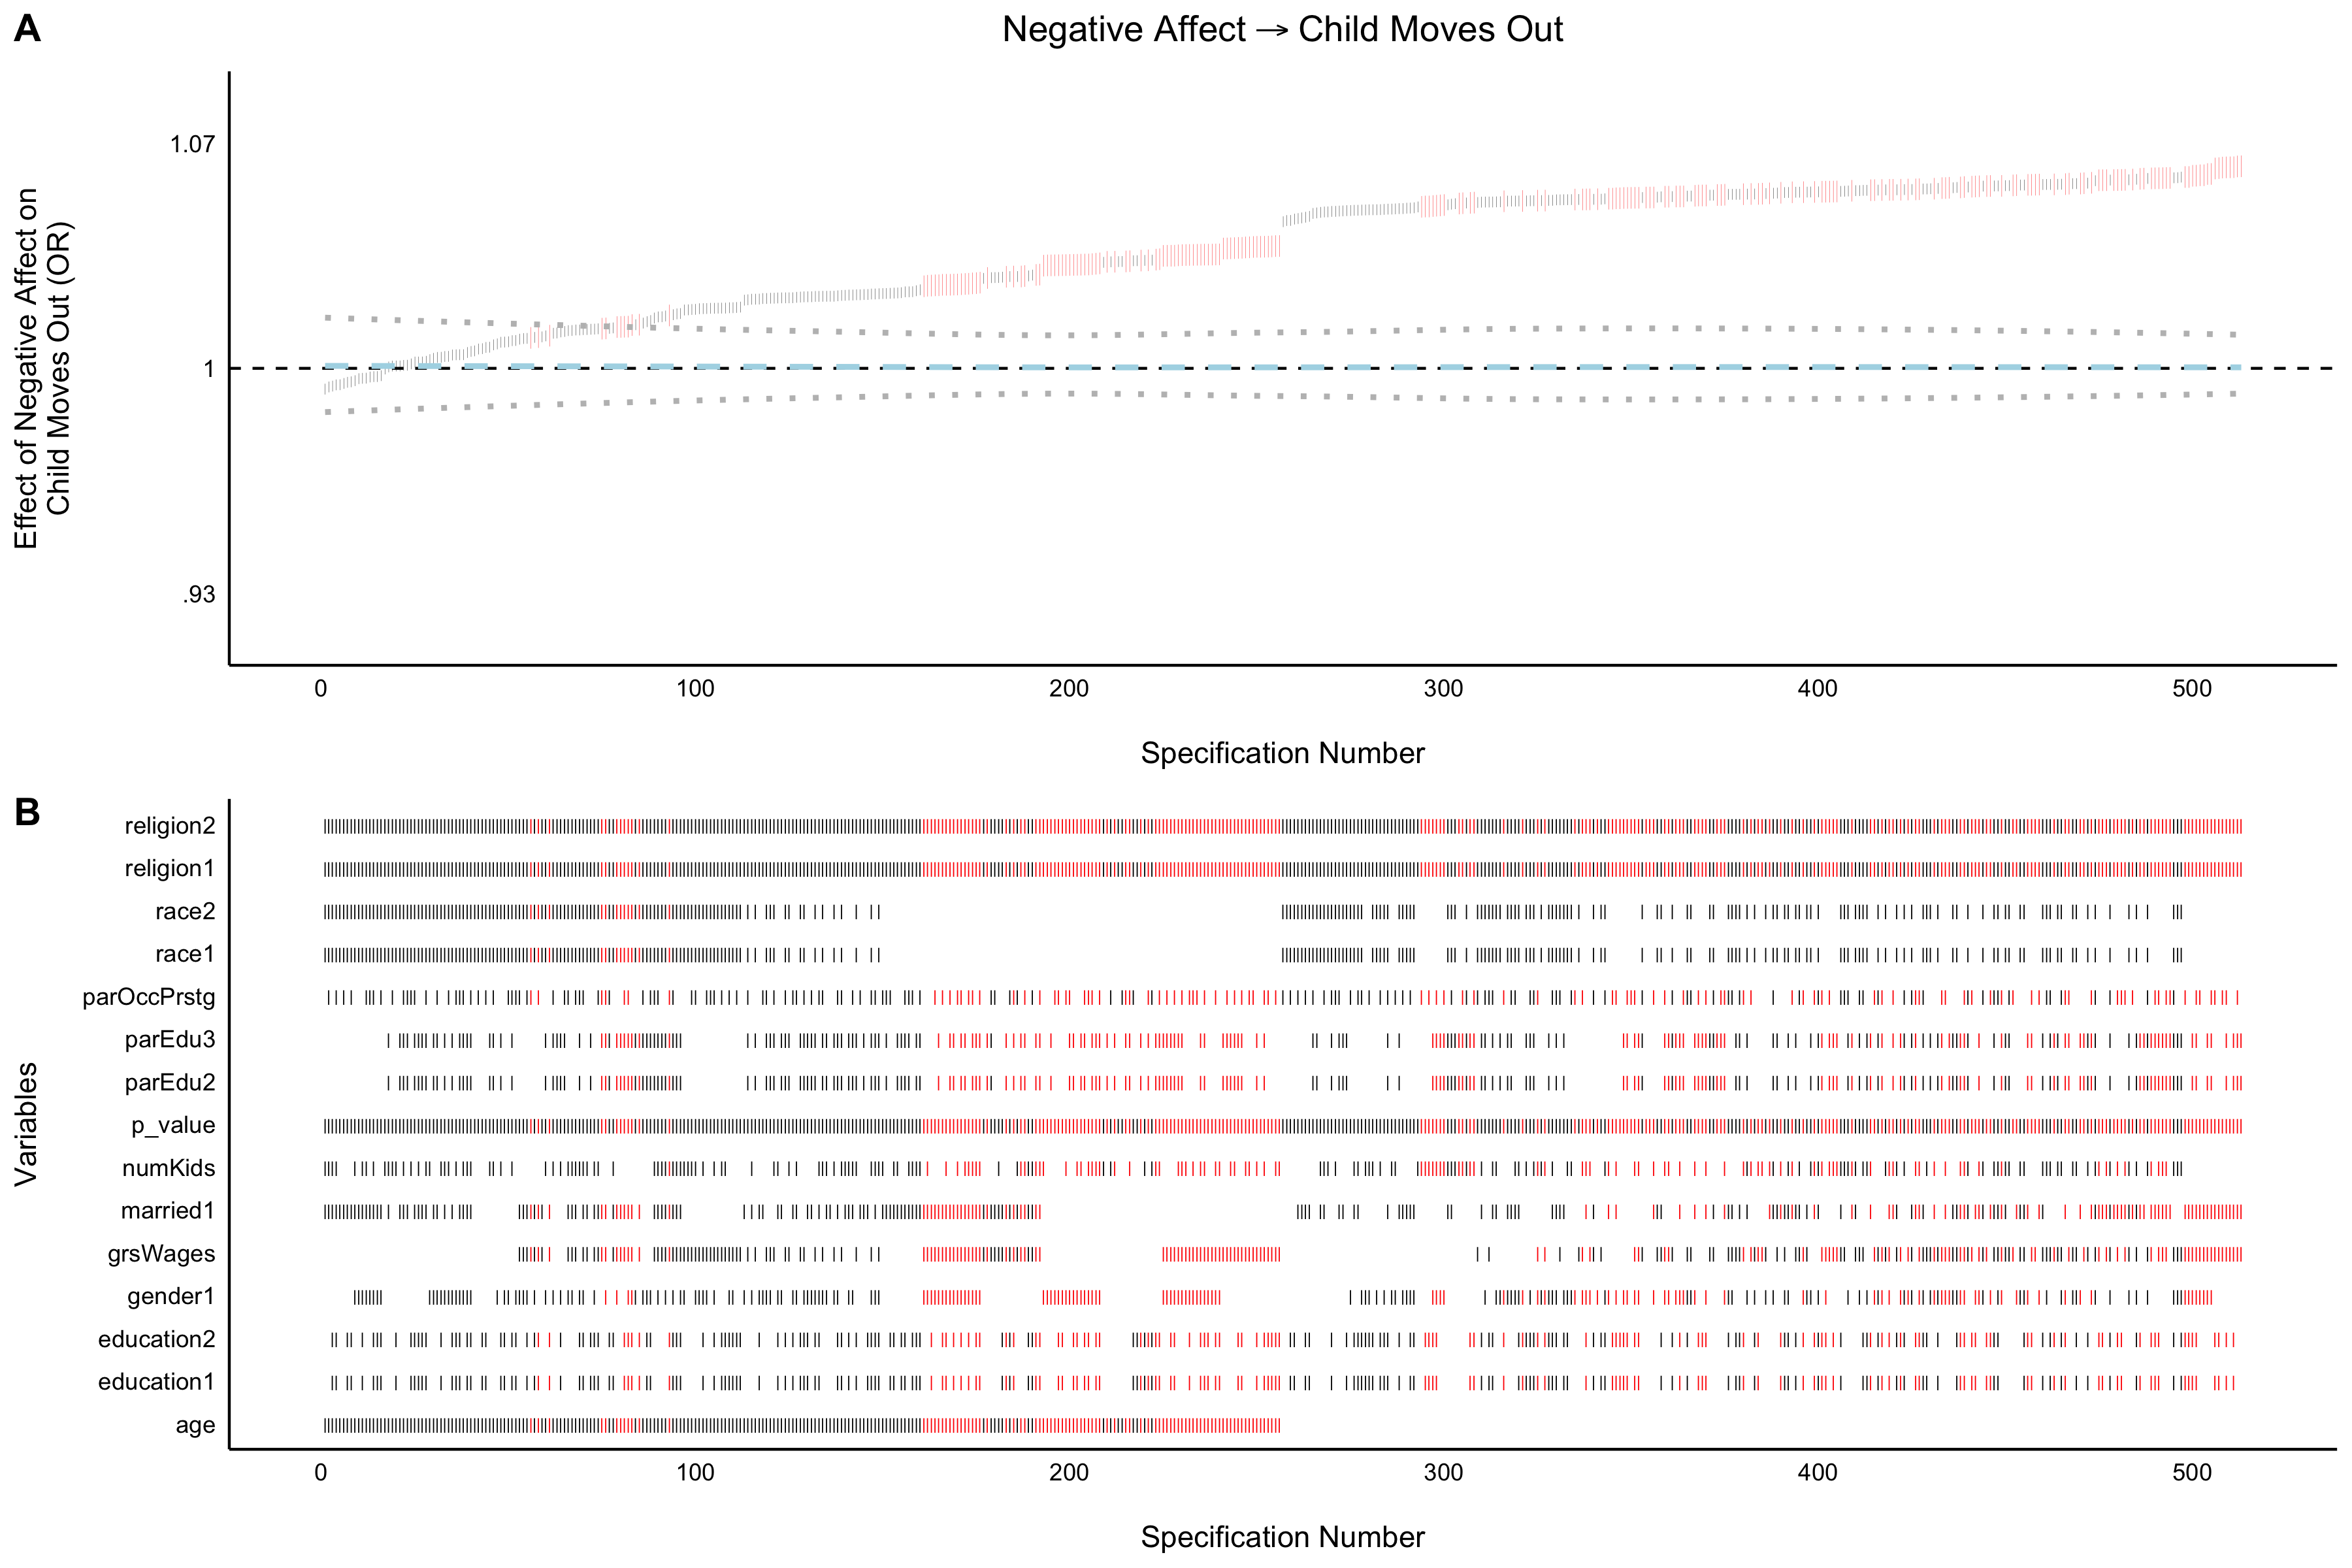 A
Negative Affect → Child Moves Out
Effect of Negative Affect on
Child Moves Out (OR)
1.07
1
.93
0 100 200 300 400 500
Specification Number
B
Variables
religion2
religion1
race2
race1
parOccPrstg
parEdu3
parEdu2
p_value
numKids
married1
grsWages
gender1
education2
education1
age
0 100 200 300 400 500
Specification Number